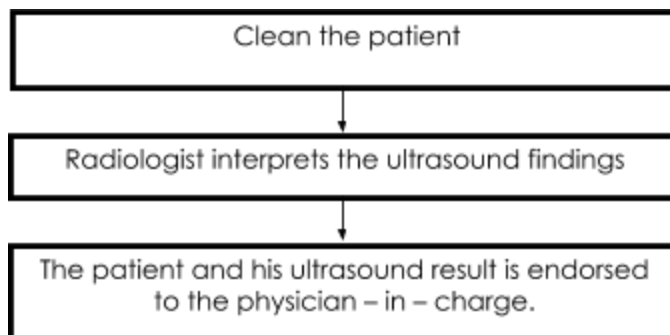 Clean the patient
Radiologist interprets the ultrasound findings
The patient and his ultrasound result is endorsed
to the physician – in – charge.